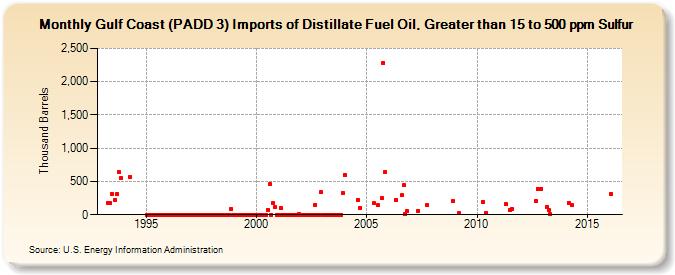 Monthly Gulf Coast (PADD 3) Imports of Distillate Fuel Oil, Greater than 15 to 500 ppm Sulfur
Thousand Barrels
2,500
2,000
1,500
1,000
500
0
1995 2000 2005 2010 2015
Source: U.S. Energy Information Administration